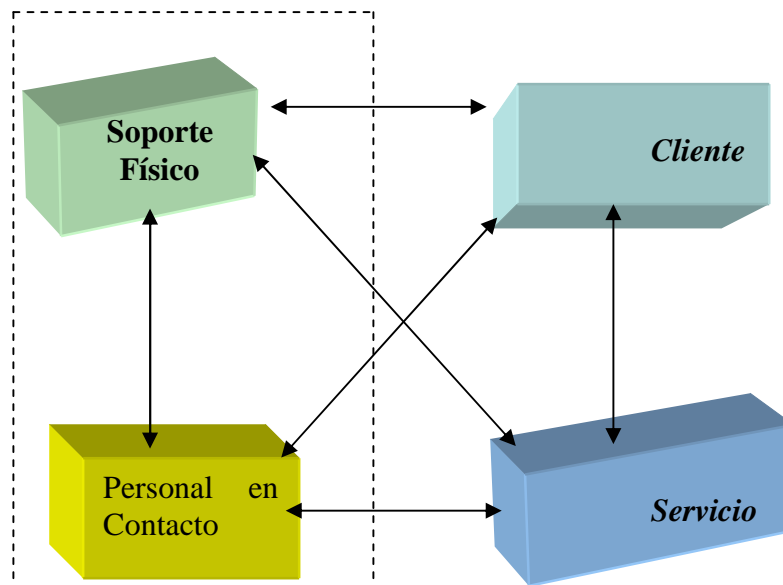 Soporte
Físico
Cliente
Personal en
Contacto
Servicio